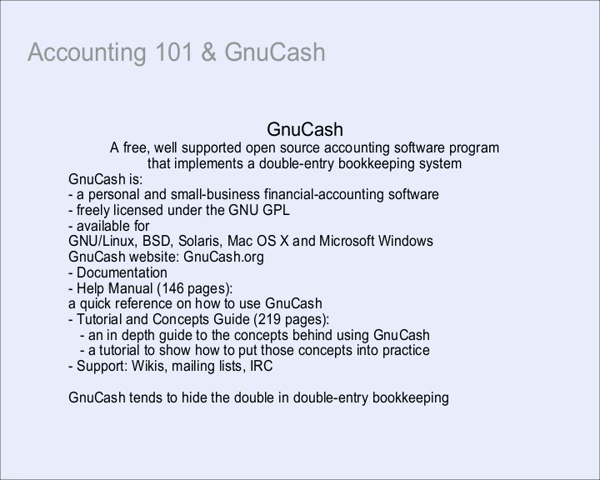 Accounting 101 & GnuCash
GnuCash
A free, well supported open source accounting software program
that implements a double-entry bookkeeping system
GnuCash is:
- a personal and small-business financial-accounting software
- freely licensed under the GNU GPL
- available for
GNU/Linux, BSD, Solaris, Mac OS X and Microsoft Windows
GnuCash website: GnuCash.org
- Documentation
- Help Manual (146 pages):
a quick reference on how to use GnuCash
- Tutorial and Concepts Guide (219 pages):
- an in depth guide to the concepts behind using GnuCash
- a tutorial to show how to put those concepts into practice
- Support: Wikis, mailing lists, IRC
GnuCash tends to hide the double in double-entry bookkeeping